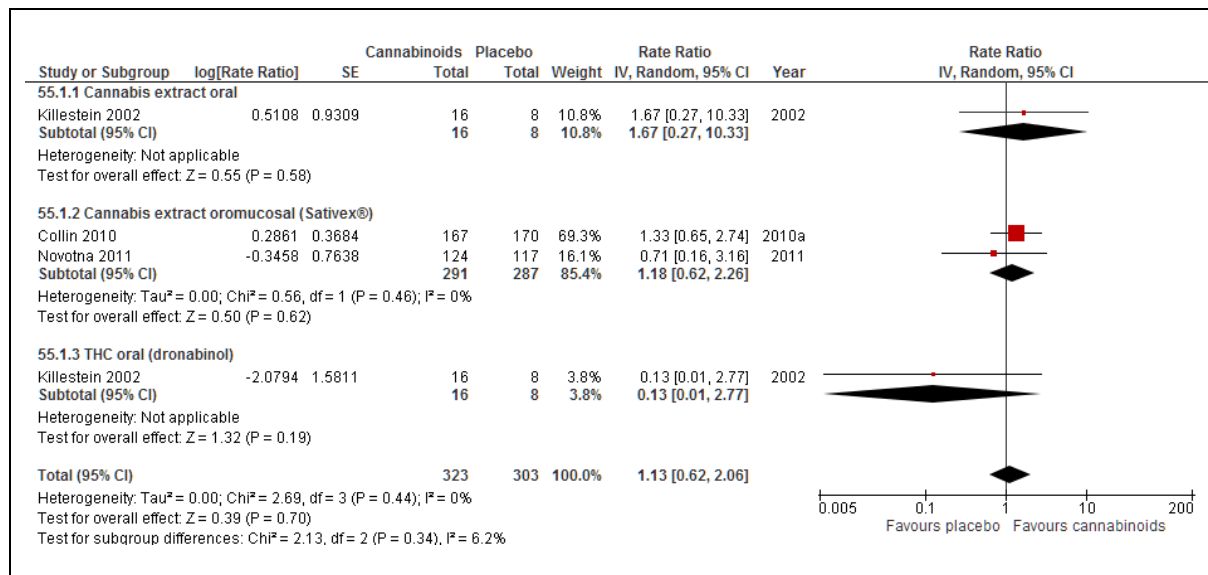 Cannabinoids Placebo Rate Ratio Rate Ratio
Study or Subgroup log[Rate Ratio] SE Total Total Weight IV, Random, 95% CI Year IV, Random, 95% CI
55.1.1 Cannabis extract oral
Killestein 2002 0.5108 0.9309 16 8 10.8% 1.67 [0.27, 10.33] 2002
Subtotal (95% CI) 16 8 10.8% 1.67 [0.27, 10.33]
Heterogeneity: Not applicable
Test for overall effect: Z = 0.55 (P = 0.58)
55.1.2 Cannabis extract oromucosal (Sativex®)
Collin 2010 0.2861 0.3684 167 170 69.3% 1.33 [0.65, 2.74] 2010a
Novotna 2011 -0.3458 0.7638 124 117 16.1% 0.71 [0.16, 3.16] 2011
Subtotal (95% CI) 291 287 85.4% 1.18 [0.62, 2.26]
Heterogeneity: Tau² = 0.00; Chi² = 0.56, df = 1 (P = 0.46); I² = 0%
Test for overall effect: Z = 0.50 (P = 0.62)
55.1.3 THC oral (dronabinol)
Killestein 2002 -2.0794 1.5811 16 8 3.8% 0.13 [0.01, 2.77] 2002
Subtotal (95% CI) 16 8 3.8% 0.13 [0.01, 2.77]
Heterogeneity: Not applicable
Test for overall effect: Z = 1.32 (P = 0.19)
Total (95% CI) 323 303 100.0% 1.13 [0.62, 2.06]
Heterogeneity: Tau² = 0.00; Chi² = 2.69, df = 3 (P = 0.44); I² = 0%
Test for overall effect: Z = 0.39 (P = 0.70)
Test for subgroup differences: Chi² = 2.13, df = 2 (P = 0.34), I² = 6.2%
0.005 0.1 1 10 200
Favours placebo Favours cannabinoids